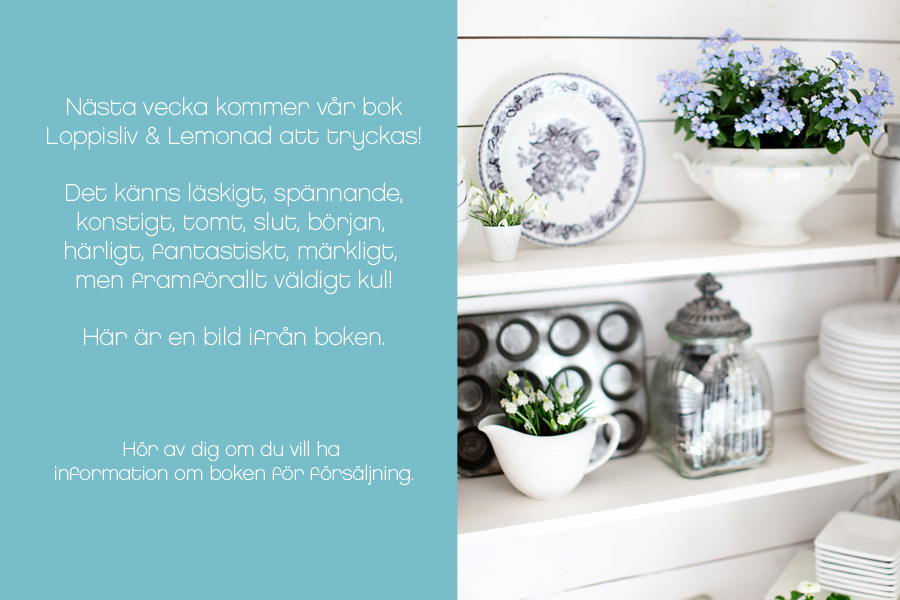 Nästa vecka kommer vår bok
Loppisliv & Lemonad att tryckas!
Det känns läskigt, spännande,
konstigt, tomt, slut, början,
härligt, fantastiskt, märkligt,
men framförallt väldigt kul!
Här är en bild ifrån boken.
Hör av dig om du vill ha
information om boken för försäljning.